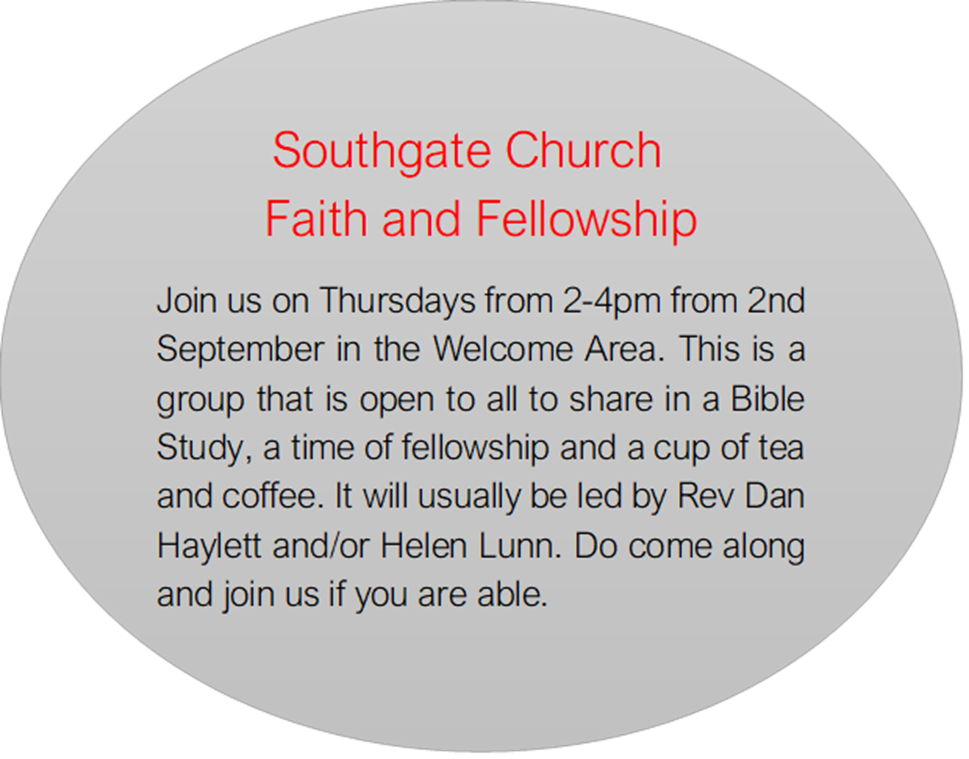 Southgate Church
Faith and Fellowship
Join us on Thursdays from 2-4pm from 2nd
September in the Welcome Area. This is a
group that is open to all to share in a Bible
Study, a time of fellowship and a cup of tea
and coffee. It will usually be led by Rev Dan
Haylett and/or Helen Lunn. Do come along
and join us if you are able.